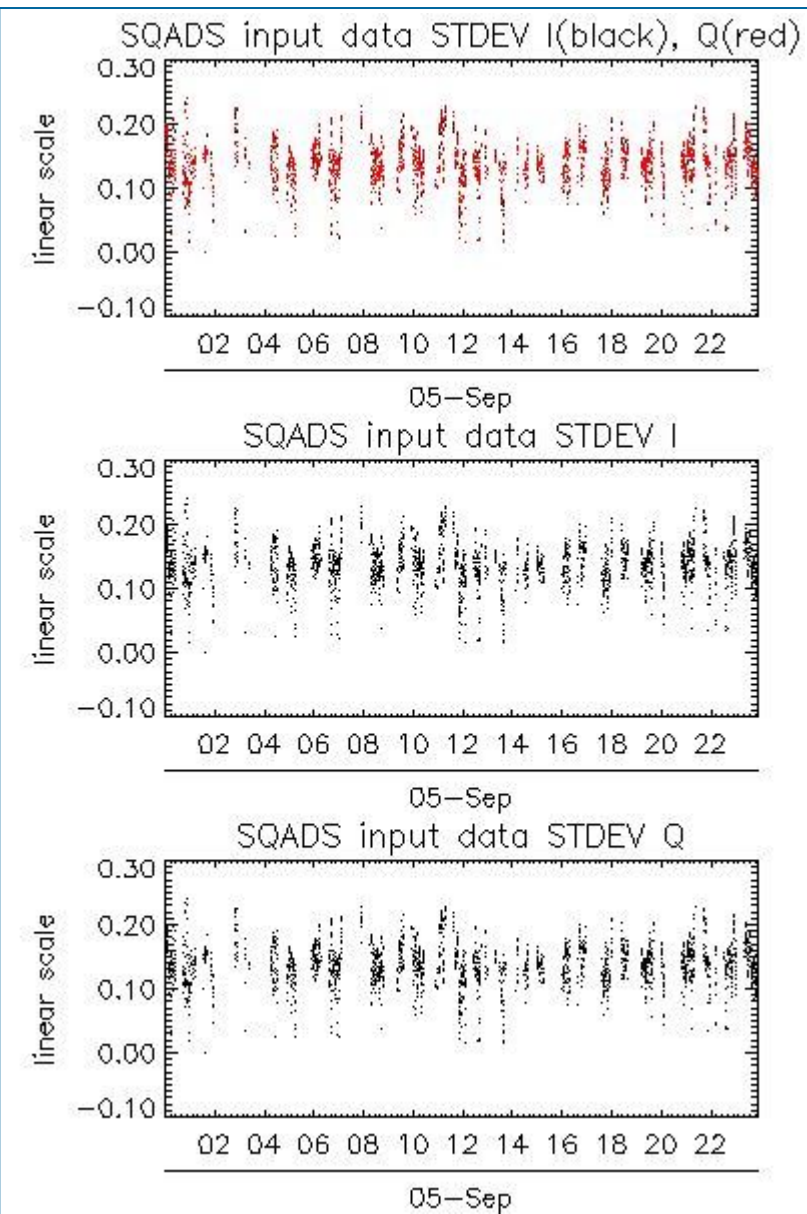 SQADS input data STDEV I(black), Q(red)
0.30
0.20
0.10
0.00
−0.10
linear scale
02 04 06 08 10 12 14 16 18 20 22
05−Sep
SQADS input data STDEV I
0.30
0.20
0.10
0.00
−0.10
linear scale
02 04 06 08 10 12 14 16 18 20 22
05−Sep
SQADS input data STDEV Q
0.30
0.20
0.10
0.00
−0.10
linear scale
02 04 06 08 10 12 14 16 18 20 22
05−Sep